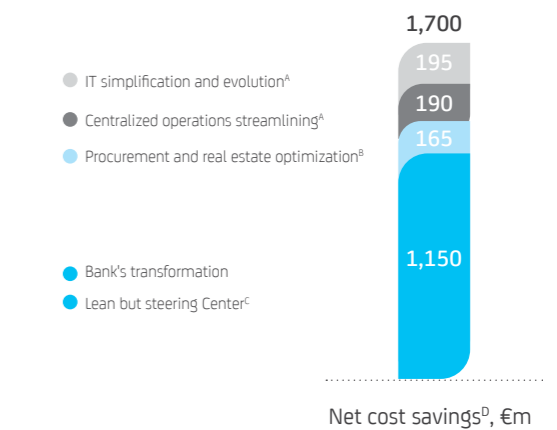 1,700
195
IT simplification and evolutionᴬ
190
Centralized operations streamliningᴬ
165
Procurement and real estate optimizationᴮ
1,150
Bank's transformation
Lean but steering Centerᶜ
Net cost savingsᴰ, €m